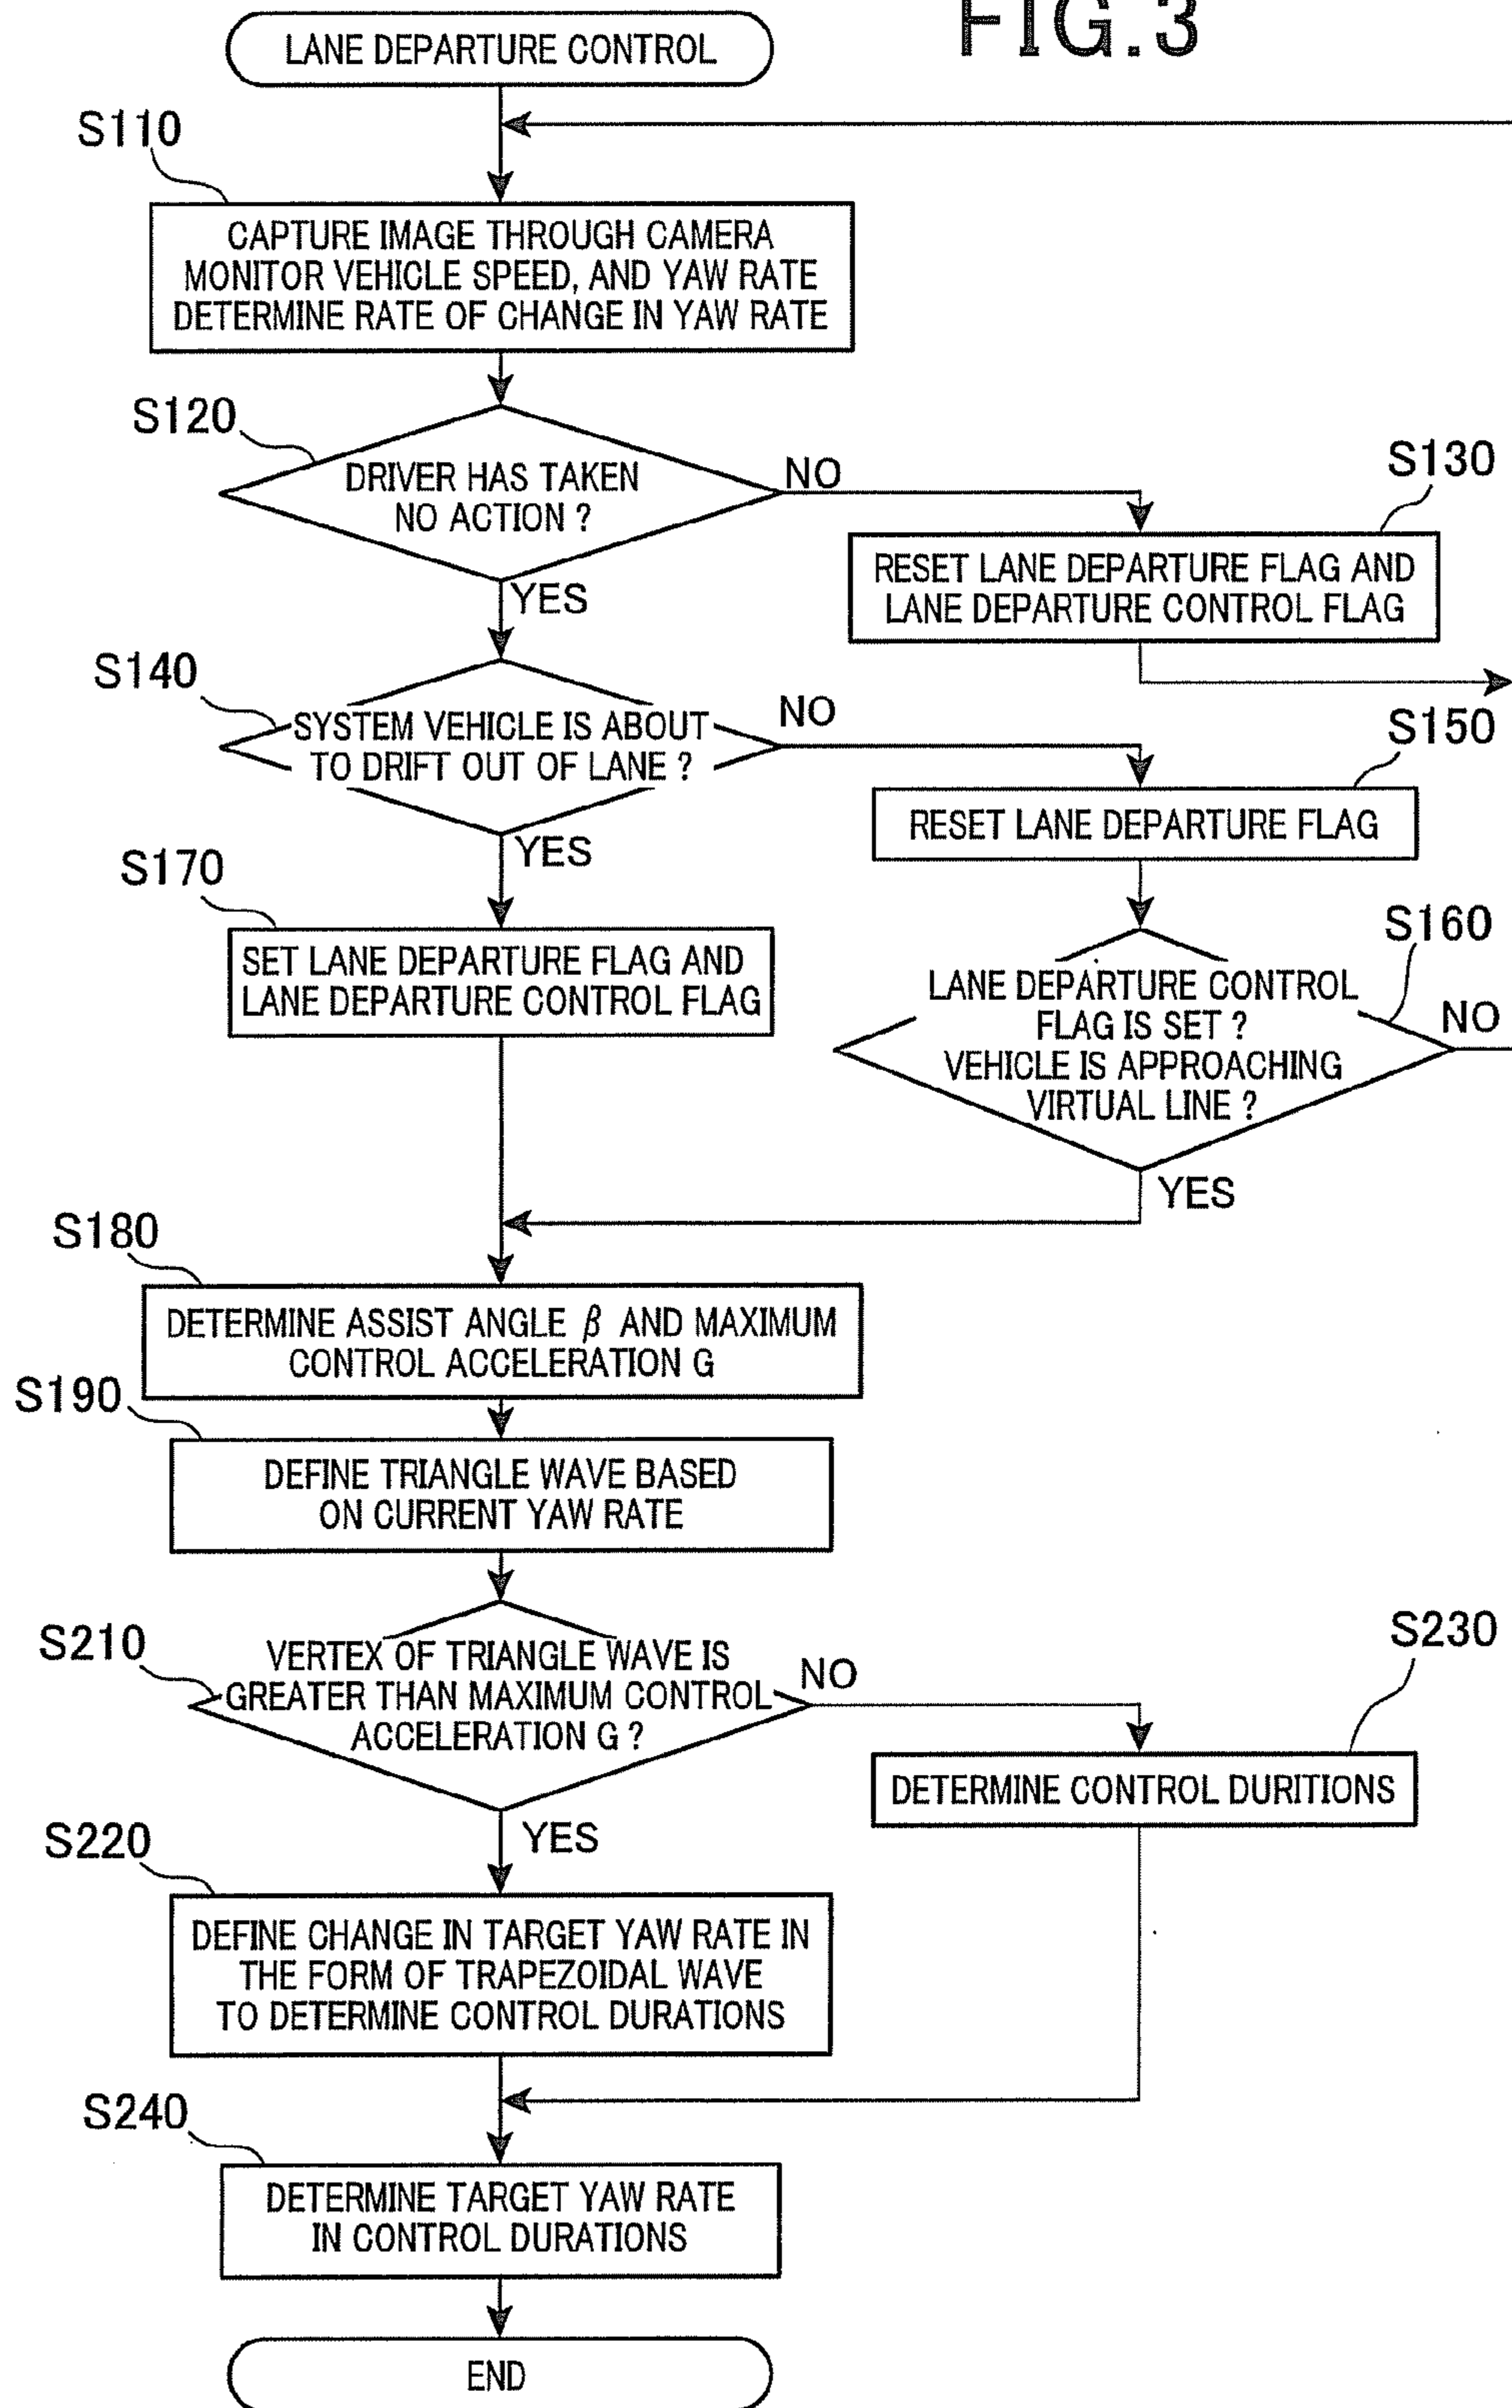 FIG.3
LANE DEPARTURE CONTROL
S110
CAPTURE IMAGE THROUGH CAMERA
MONITOR VEHICLE SPEED, AND YAW RATE
DETERMINE RATE OF CHANGE IN YAW RATE
S120
DRIVER HAS TAKEN
NO ACTION ?
NO
YES
S130
RESET LANE DEPARTURE FLAG AND
LANE DEPARTURE CONTROL FLAG
S140
SYSTEM VEHICLE IS ABOUT
TO DRIFT OUT OF LANE ?
NO
YES
S150
RESET LANE DEPARTURE FLAG
S160
LANE DEPARTURE CONTROL
FLAG IS SET ?
VEHICLE IS APPROACHING
VIRTUAL LINE ?
NO
YES
S170
SET LANE DEPARTURE FLAG AND
LANE DEPARTURE CONTROL FLAG
S180
DETERMINE ASSIST ANGLE β AND MAXIMUM
CONTROL ACCELERATION G
S190
DEFINE TRIANGLE WAVE BASED
ON CURRENT YAW RATE
S210
VERTEX OF TRIANGLE WAVE IS
GREATER THAN MAXIMUM CONTROL
ACCELERATION G ?
NO
YES
S230
DETERMINE CONTROL DURITIONS
S220
DEFINE CHANGE IN TARGET YAW RATE IN
THE FORM OF TRAPEZOIDAL WAVE
TO DETERMINE CONTROL DURATIONS
S240
DETERMINE TARGET YAW RATE
IN CONTROL DURATIONS
END